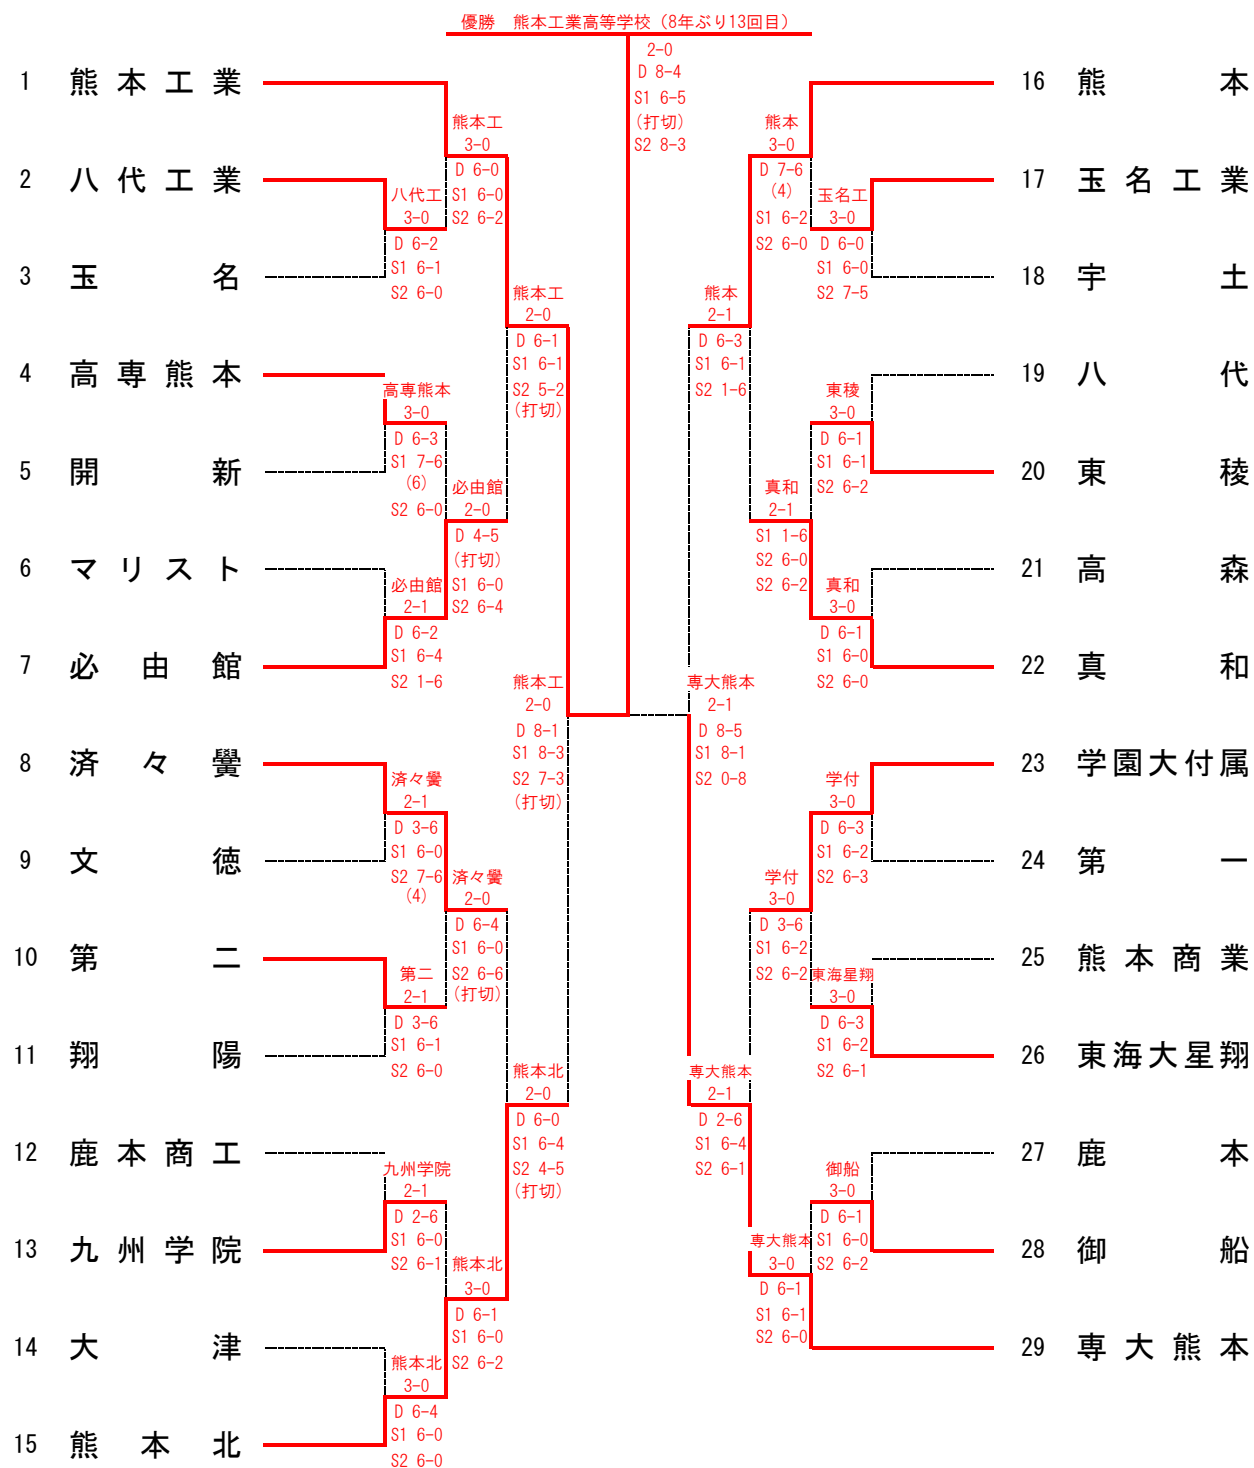 優勝　熊本工業高等学校（8年ぶり13回目）
2-0
D 8-4
S1 6-5
(打切)
S2 8-3
1 熊本工業
2 八代工業
3 玉名
4 高専熊本
5 開新
6 マリスト
7 必由館
8 済々黌
9 文徳
10 第二
11 翔陽
12 鹿本商工
13 九州学院
14 大津
15 熊本北
熊本工
3-0
D 6-0
S1 6-0
S2 6-2
八代工
3-0
D 6-2
S1 6-1
S2 6-0
熊本工
2-0
D 6-1
S1 6-1
S2 5-2
(打切)
高専熊本
3-0
D 6-3
S1 7-6
(6)
S2 6-0
必由館
2-0
D 4-5
(打切)
S1 6-0
S2 6-4
必由館
2-1
D 6-2
S1 6-4
S2 1-6
熊本工
2-0
D 8-1
S1 8-3
S2 7-3
(打切)
済々黌
2-1
D 3-6
S1 6-0
S2 7-6
(4)
済々黌
2-0
D 6-4
S1 6-0
S2 6-6
(打切)
第二
2-1
D 3-6
S1 6-1
S2 6-0
熊本北
2-0
D 6-0
S1 6-4
S2 4-5
(打切)
九州学院
2-1
D 2-6
S1 6-0
S2 6-1
熊本北
3-0
D 6-1
S1 6-0
S2 6-2
熊本北
3-0
D 6-4
S1 6-0
S2 6-0
熊本
3-0
D 7-6
(4)
S1 6-2
S2 6-0
玉名工
3-0
D 6-0
S1 6-0
S2 7-5
熊本
2-1
D 6-3
S1 6-1
S2 1-6
東稜
3-0
D 6-1
S1 6-1
S2 6-2
真和
2-1
S1 1-6
S2 6-0
S2 6-2
真和
3-0
D 6-1
S1 6-0
S2 6-0
専大熊本
2-1
D 8-5
S1 8-1
S2 0-8
学付
3-0
D 6-3
S1 6-2
S2 6-3
学付
3-0
D 3-6
S1 6-2
S2 6-2
東海星翔
3-0
D 6-3
S1 6-2
S2 6-1
専大熊本
2-1
D 2-6
S1 6-4
S2 6-1
御船
3-0
D 6-1
S1 6-0
S2 6-2
専大熊本
3-0
D 6-1
S1 6-1
S2 6-0
16 熊本
17 玉名工業
18 宇土
19 八代
20 東稜
21 高森
22 真和
23 学園大付属
24 第一
25 熊本商業
26 東海大星翔
27 鹿本
28 御船
29 専大熊本